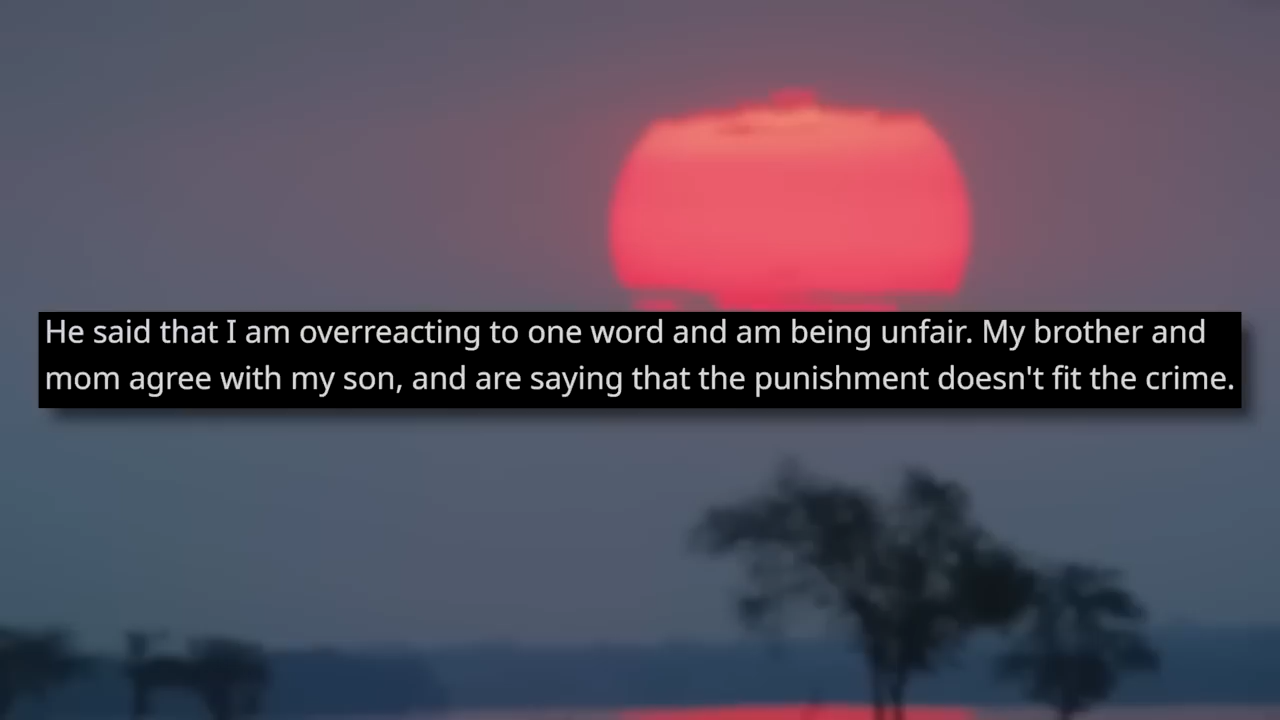 He said that I am overreacting to one word and am being unfair. My brother and
mom agree with my son, and are saying that the punishment doesn't fit the crime.